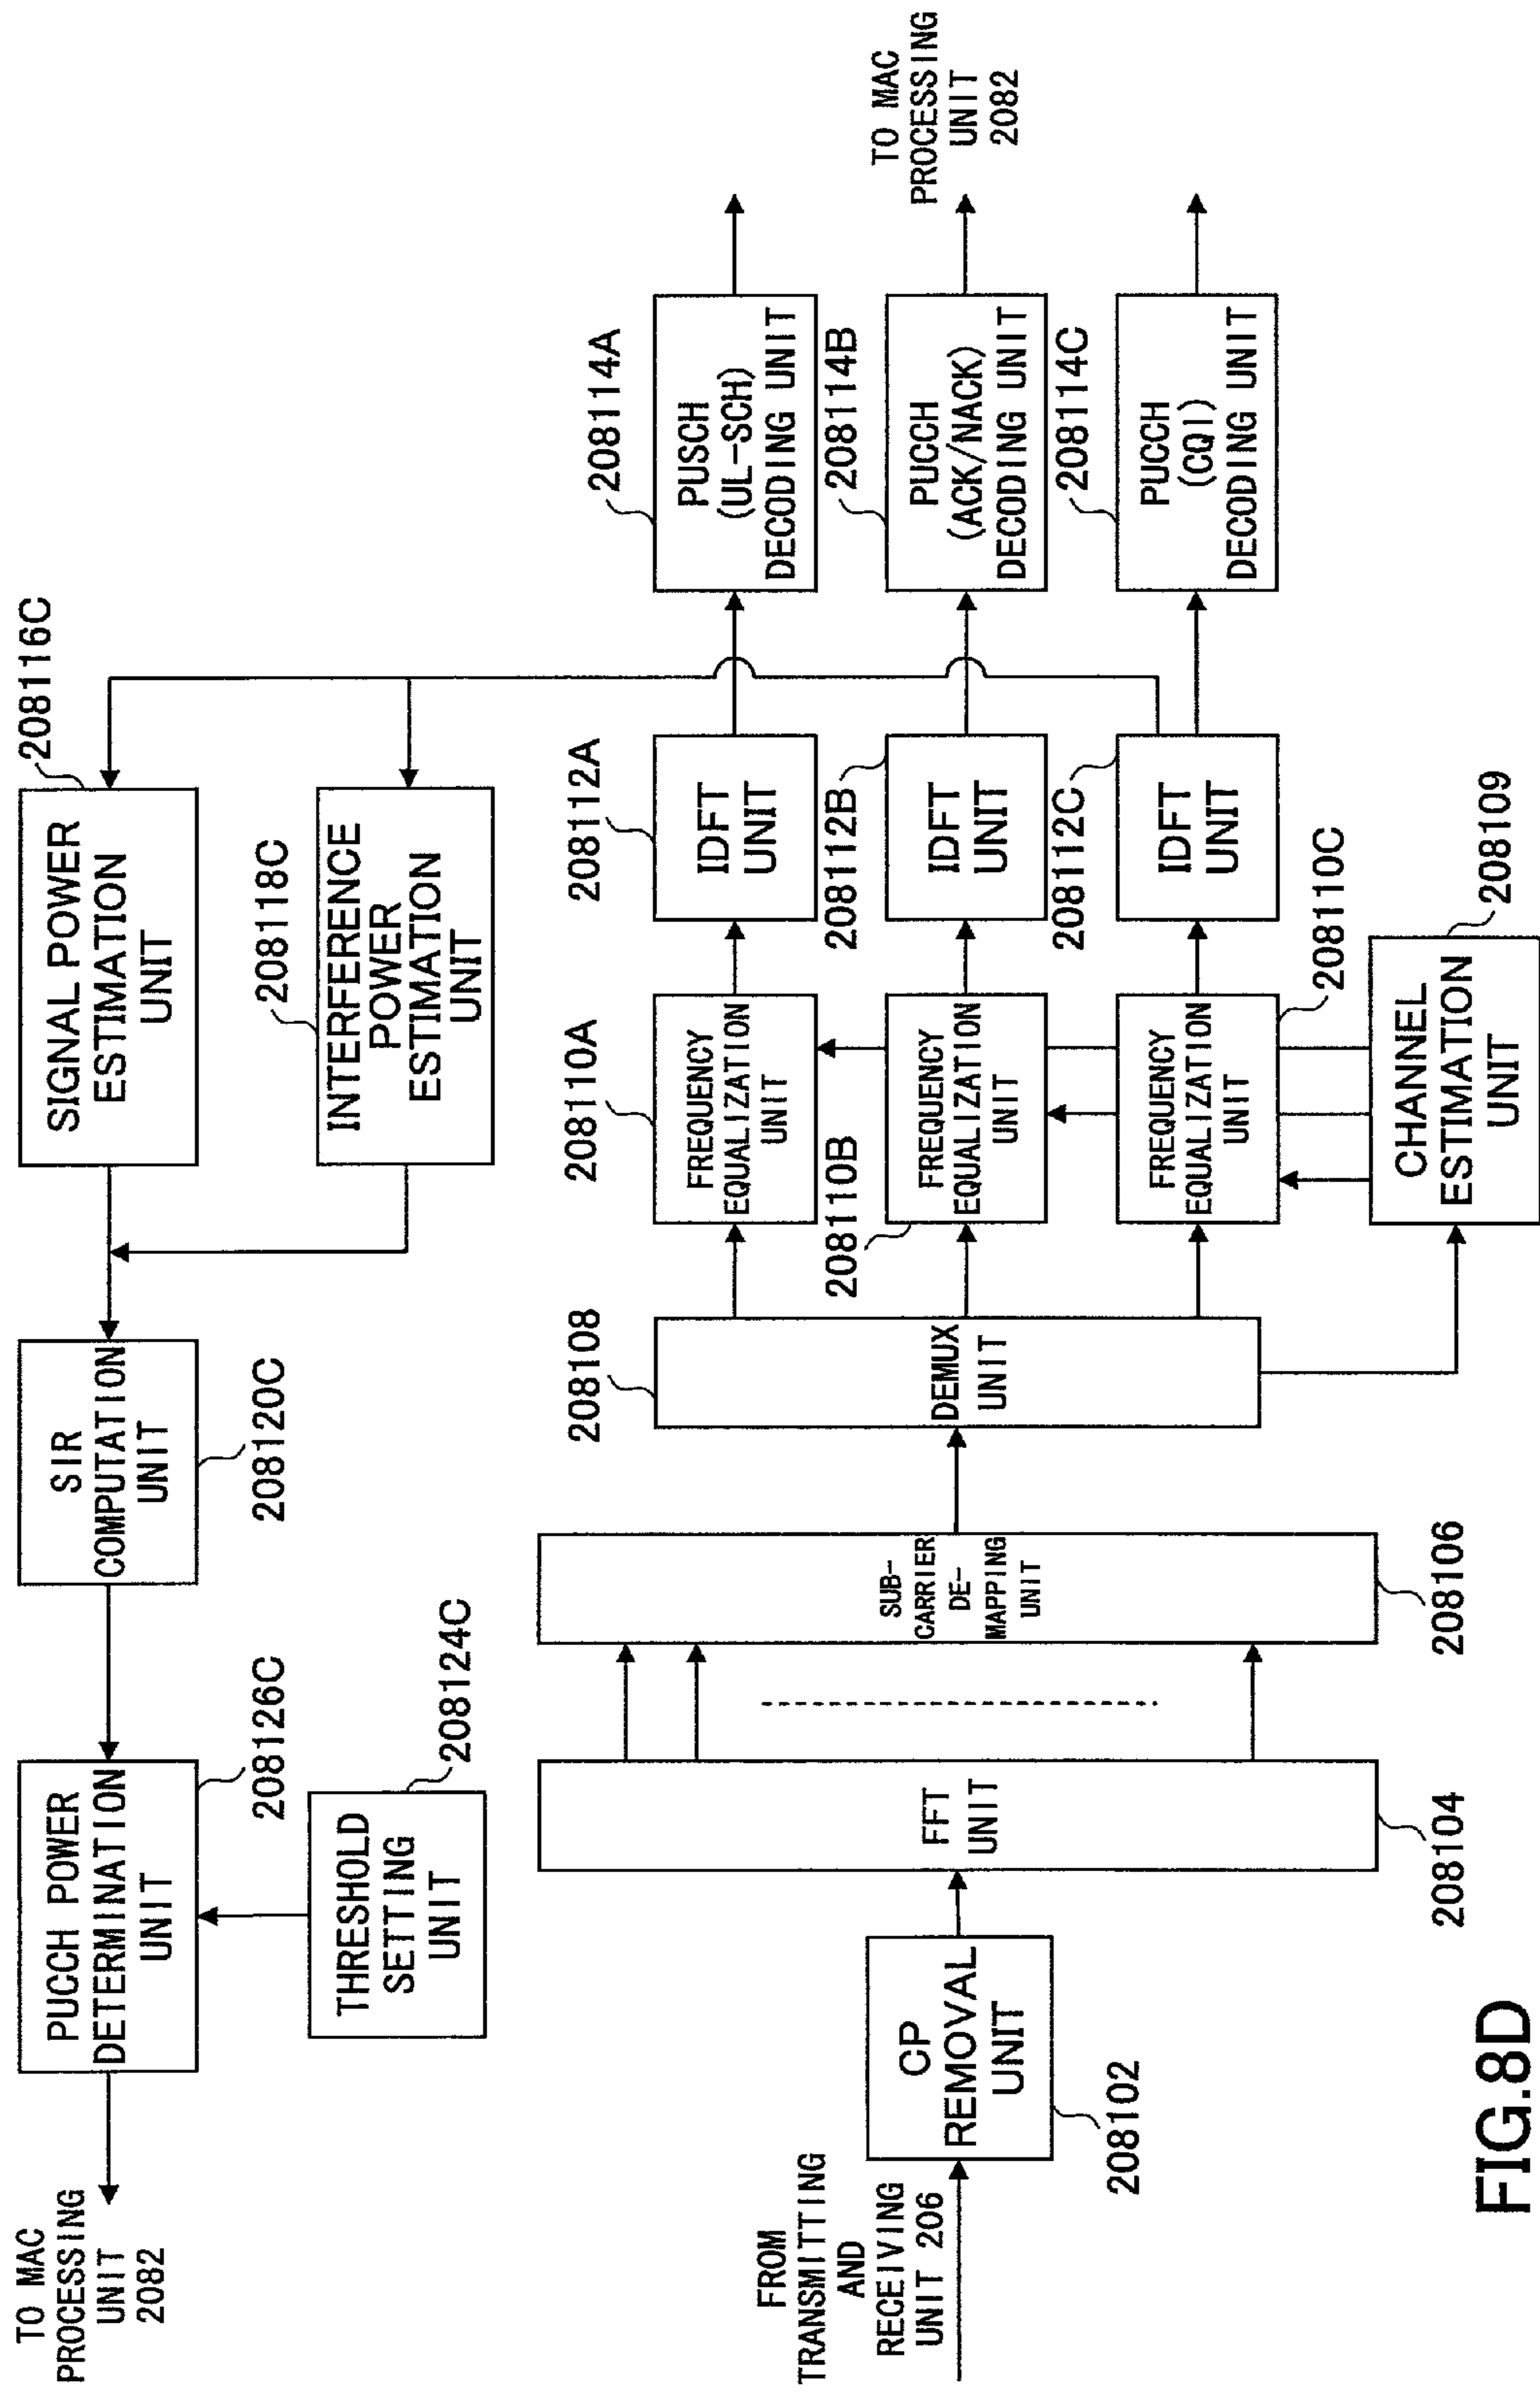 TO MAC
PROCESSING
UNIT
2082
PUCCH POWER
DETERMINATION
UNIT
208126C
THRESHOLD
SETTING
UNIT
208124C
SIR
COMPUTATION
UNIT
208120C
SIGNAL POWER
ESTIMATION
UNIT
208116C
INTERFERENCE
POWER
ESTIMATION
UNIT
208118C
FROM
TRANSMITTING
AND
RECEIVING
UNIT 206
CP
REMOVAL
UNIT
208102
FFT
UNIT
208104
SUB-
CARRIER
DE-
MAPPING
UNIT
208106
DEMUX
UNIT
208108
FREQUENCY
EQUALIZATION
UNIT
208110A
FREQUENCY
EQUALIZATION
UNIT
208110B
FREQUENCY
EQUALIZATION
UNIT
208110C
CHANNEL
ESTIMATION
UNIT
208109
IDFT
UNIT
208112A
IDFT
UNIT
208112B
IDFT
UNIT
208112C
PUSCH
(UL-SCH)
DECODING UNIT
208114A
PUCCH
(ACK/NACK)
DECODING UNIT
208114B
PUCCH
(CQI)
DECODING UNIT
208114C
TO MAC
PROCESSING
UNIT
2082
FIG.8D